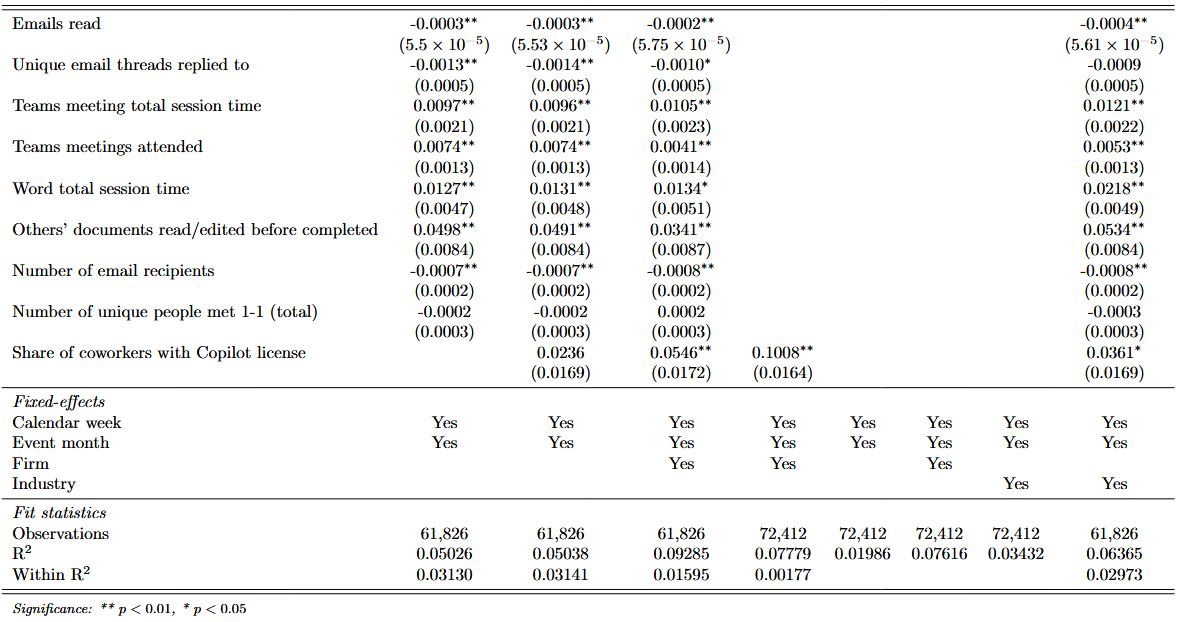 Emails read -0.0003** -0.0003** -0.0002** -0.0004**
(5.5 × 10⁻⁵) (5.53 × 10⁻⁵) (5.75 × 10⁻⁵) (5.61 × 10⁻⁵)
Unique email threads replied to -0.0013** -0.0014** -0.0010* -0.0009
(0.0005) (0.0005) (0.0005) (0.0005)
Teams meeting total session time 0.0097** 0.0096** 0.0105** 0.0121**
(0.0021) (0.0021) (0.0023) (0.0022)
Teams meetings attended 0.0074** 0.0074** 0.0041** 0.0053**
(0.0013) (0.0013) (0.0014) (0.0013)
Word total session time 0.0127** 0.0131** 0.0134* 0.0218**
(0.0047) (0.0048) (0.0051) (0.0049)
Others' documents read/edited before completed 0.0498** 0.0491** 0.0341** 0.0534**
(0.0084) (0.0084) (0.0087) (0.0084)
Number of email recipients -0.0007** -0.0007** -0.0008** -0.0008**
(0.0002) (0.0002) (0.0002) (0.0002)
Number of unique people met 1-1 (total) -0.0002 -0.0002 0.0002 -0.0003
(0.0003) (0.0003) (0.0003) (0.0003)
Share of coworkers with Copilot license 0.0236 0.0546** 0.1008** 0.0361*
(0.0169) (0.0172) (0.0164) (0.0169)
Fixed-effects
Calendar week Yes Yes Yes Yes Yes Yes Yes Yes
Event month Yes Yes Yes Yes Yes Yes Yes Yes
Firm Yes Yes Yes
Industry Yes Yes
Fit statistics
Observations 61,826 61,826 61,826 72,412 72,412 72,412 72,412 61,826
R² 0.05026 0.05038 0.09285 0.07779 0.01986 0.07616 0.03432 0.06365
Within R² 0.03130 0.03141 0.01595 0.00177 0.02973
Significance: ** p < 0.01, * p < 0.05